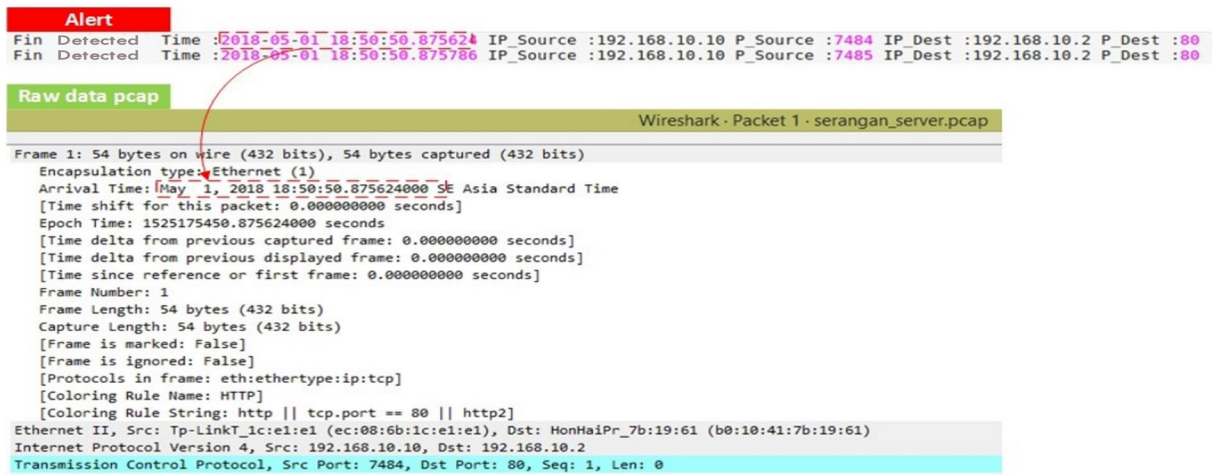 Alert
Fin Detected Time :2018-05-01 18:50:50.875624 IP_Source :192.168.10.10 P_Source :7484 IP_Dest :192.168.10.2 P_Dest :80
Fin Detected Time :2018-05-01 18:50:50.875786 IP_Source :192.168.10.10 P_Source :7485 IP_Dest :192.168.10.2 P_Dest :80
Raw data pcap
Wireshark · Packet 1 · serangan_server.pcap
Frame 1: 54 bytes on wire (432 bits), 54 bytes captured (432 bits)
Encapsulation type: Ethernet (1)
Arrival Time: May 1, 2018 18:50:50.875624000 SE Asia Standard Time
[Time shift for this packet: 0.000000000 seconds]
Epoch Time: 1525175450.875624000 seconds
[Time delta from previous captured frame: 0.000000000 seconds]
[Time delta from previous displayed frame: 0.000000000 seconds]
[Time since reference or first frame: 0.000000000 seconds]
Frame Number: 1
Frame Length: 54 bytes (432 bits)
Capture Length: 54 bytes (432 bits)
[Frame is marked: False]
[Frame is ignored: False]
[Protocols in frame: eth:ethertype:ip:tcp]
[Coloring Rule Name: HTTP]
[Coloring Rule String: http || tcp.port == 80 || http2]
Ethernet II, Src: Tp-LinkT_1c:e1:e1 (ec:08:6b:1c:e1:e1), Dst: HonHaiPr_7b:19:61 (b0:10:41:7b:19:61)
Internet Protocol Version 4, Src: 192.168.10.10, Dst: 192.168.10.2
Transmission Control Protocol, Src Port: 7484, Dst Port: 80, Seq: 1, Len: 0